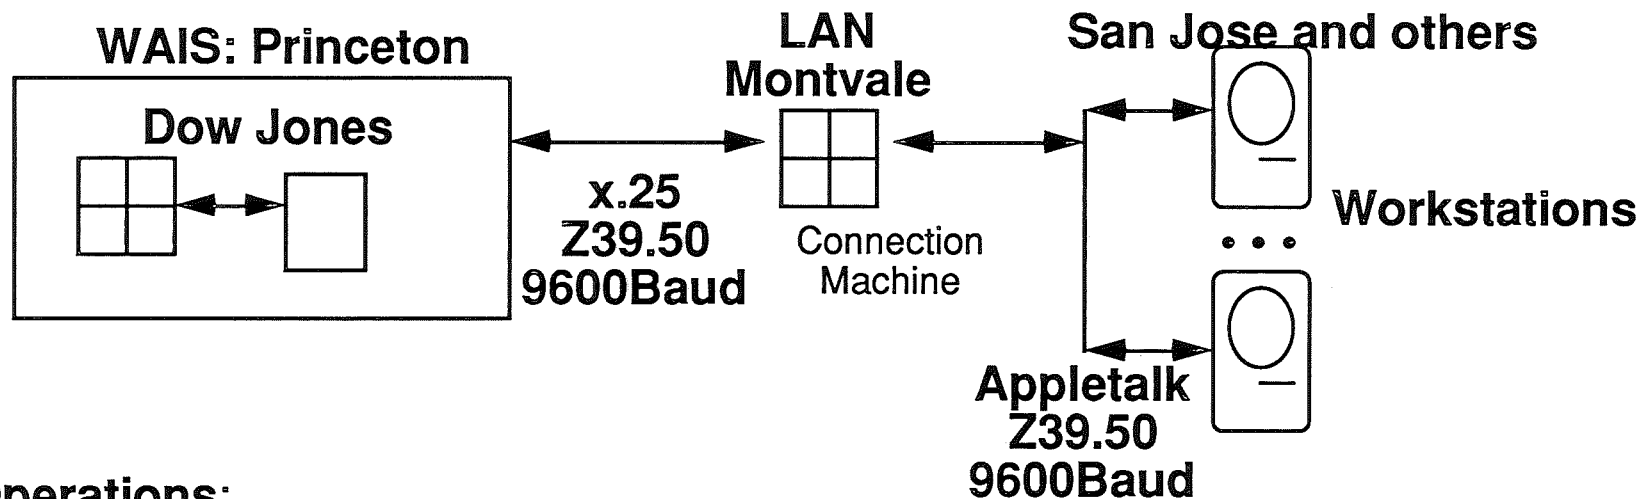 WAIS: Princeton
Dow Jones
x.25
Z39.50
9600Baud
LAN
Montvale
Connection
Machine
San Jose and others
Workstations
Appletalk
Z39.50
9600Baud
perations: